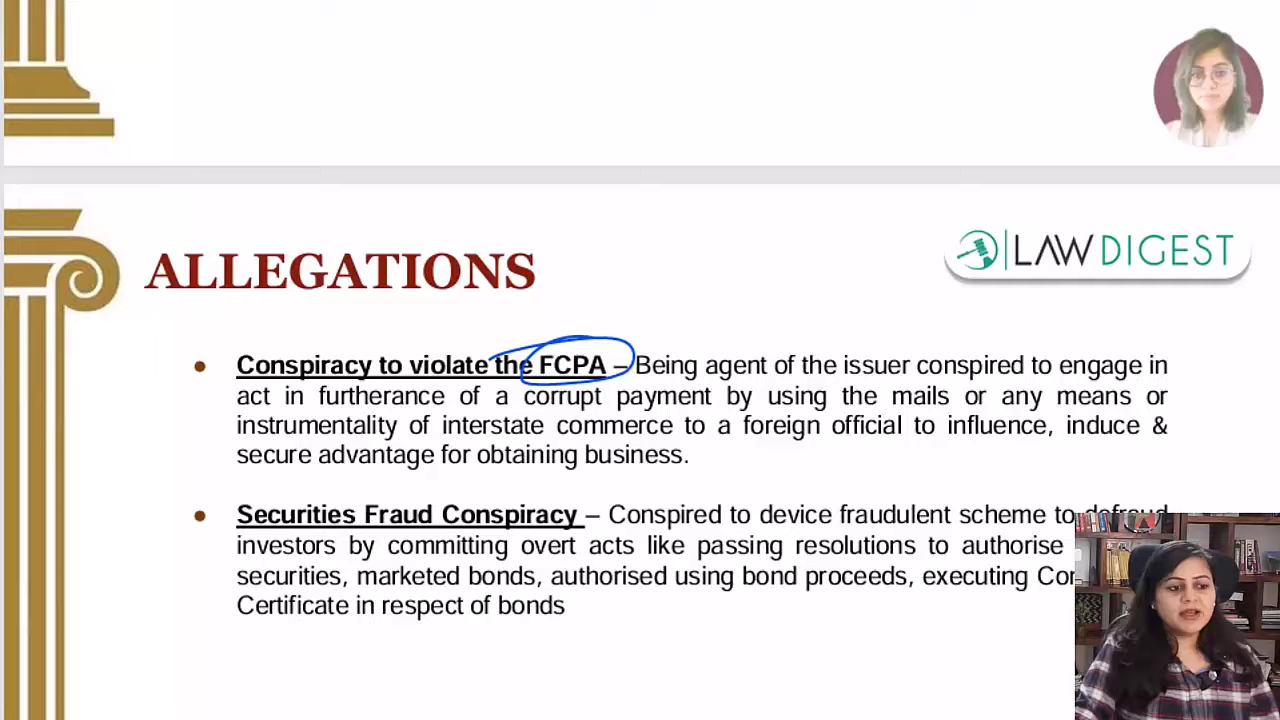 LAW DIGEST
ALLEGATIONS
● Conspiracy to violate the FCPA – Being agent of the issuer conspired to engage in
act in furtherance of a corrupt payment by using the mails or any means or
instrumentality of interstate commerce to a foreign official to influence, induce &
secure advantage for obtaining business.
● Securities Fraud Conspiracy – Conspired to device fraudulent scheme to defraud
investors by committing overt acts like passing resolutions to authorise
securities, marketed bonds, authorised using bond proceeds, executing
Certificate in respect of bonds